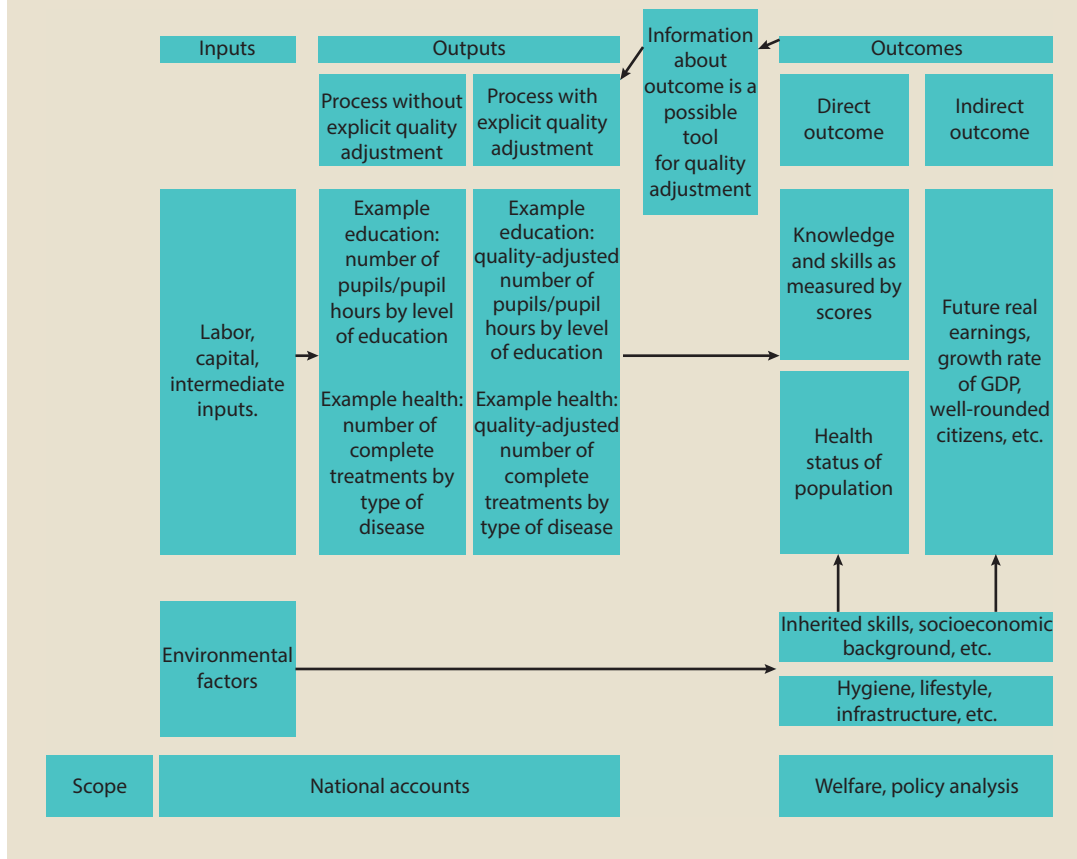 Inputs
Outputs
Information
about
outcome is a
possible
tool
for quality
adjustment
Outcomes
Process without
explicit quality
adjustment
Process with
explicit quality
adjustment
Direct
outcome
Indirect
outcome
Labor,
capital,
intermediate
inputs.
Example
education:
number of
pupils/pupil
hours by level
of education
Example health:
number of
complete
treatments by
type of
disease
Example
education:
quality-adjusted
number of
pupils/pupil
hours by level
of education
Example health:
quality-adjusted
number of
complete
treatments by
type of disease
Knowledge
and skills as
measured by
scores
Health
status of
population
Future real
earnings,
growth rate
of GDP,
well-rounded
citizens, etc.
Environmental
factors
Inherited skills, socioeconomic
background, etc.
Hygiene, lifestyle,
infrastructure, etc.
Scope
National accounts
Welfare, policy analysis